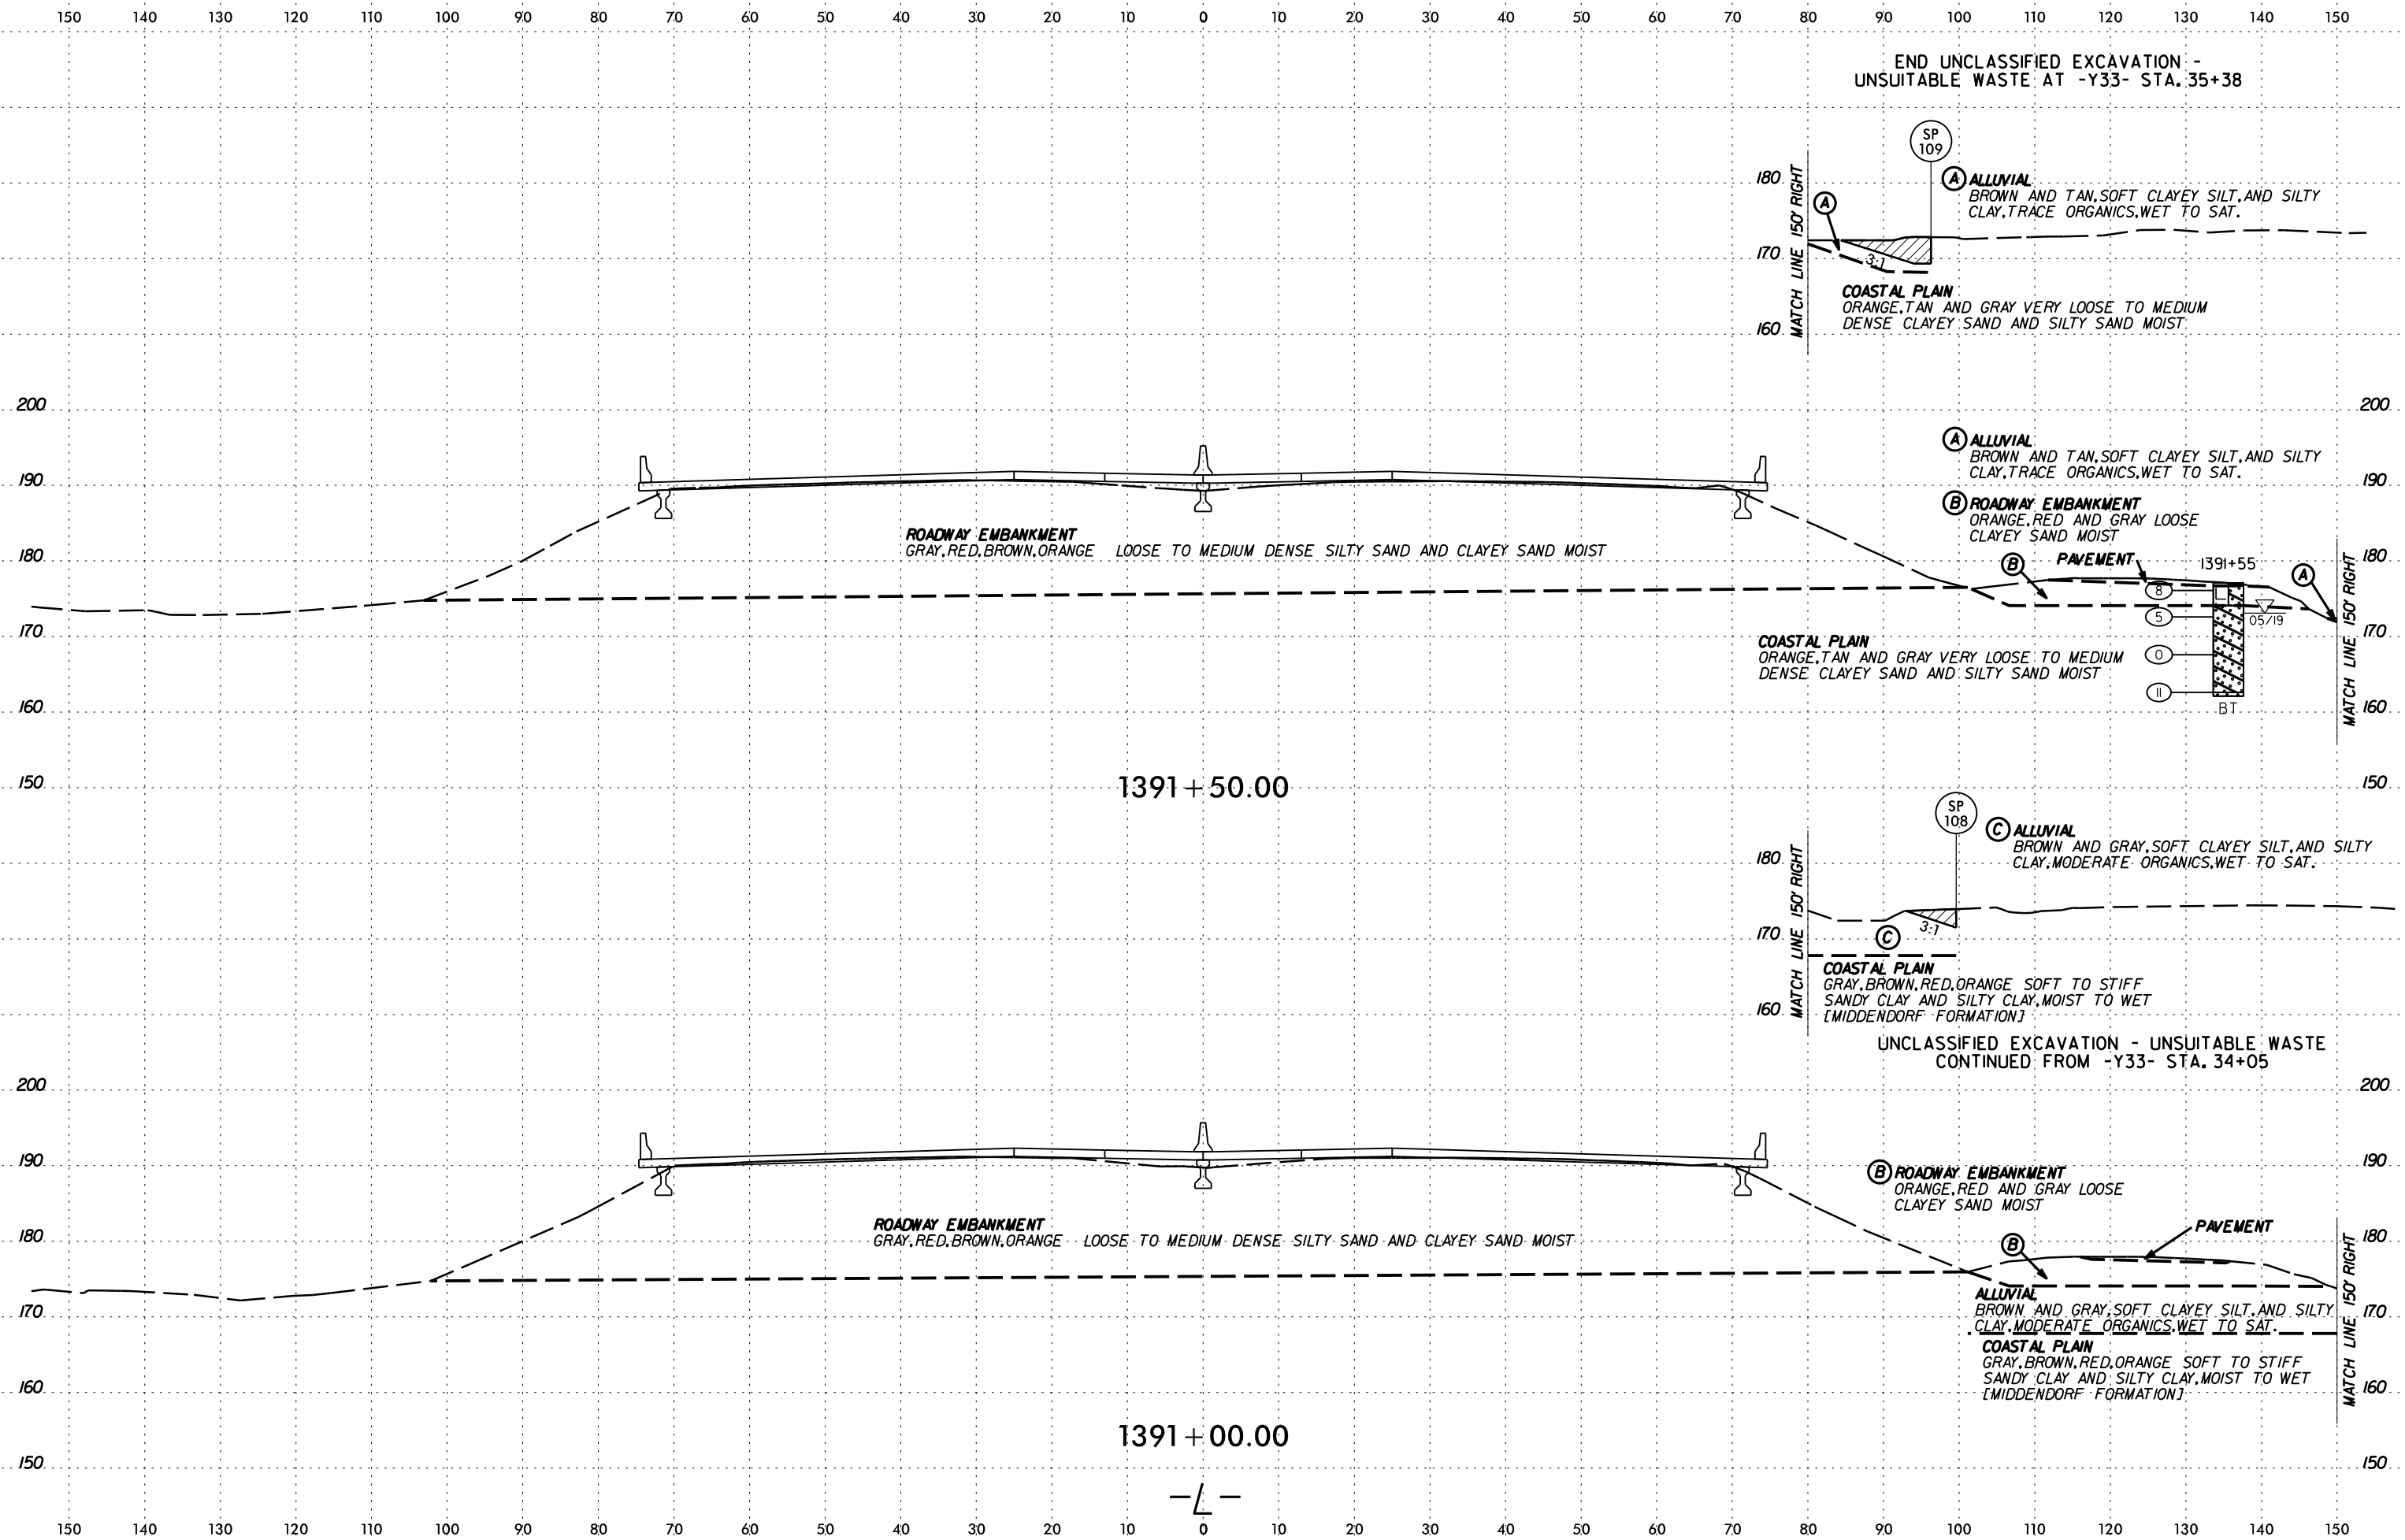 150 140 130 120 110 100 90 80 70 60 50 40 30 20 10 0 10 20 30 40 50 60 70 80 90 100 110 120 130 140 150
END UNCLASSIFIED EXCAVATION -
UNSUITABLE WASTE AT -Y33- STA. 35+38
SP
109
180
170
160
MATCH LINE 150' RIGHT
A
A ALLUVIAL
BROWN AND TAN, SOFT CLAYEY SILT, AND SILTY
CLAY, TRACE ORGANICS, WET TO SAT.
3:1
COASTAL PLAIN
ORANGE, TAN AND GRAY VERY LOOSE TO MEDIUM
DENSE CLAYEY SAND AND SILTY SAND MOIST
200 200
190 190
180 180
170 170
160 160
150 150
A ALLUVIAL
BROWN AND TAN, SOFT CLAYEY SILT, AND SILTY
CLAY, TRACE ORGANICS, WET TO SAT.
B ROADWAY EMBANKMENT
ORANGE, RED AND GRAY LOOSE
CLAYEY SAND MOIST
ROADWAY EMBANKMENT
GRAY, RED, BROWN, ORANGE LOOSE TO MEDIUM DENSE SILTY SAND AND CLAYEY SAND MOIST
B
PAVEMENT
1391+55
A
8
5
0
11
05/19
BT
MATCH LINE 150' RIGHT
COASTAL PLAIN
ORANGE, TAN AND GRAY VERY LOOSE TO MEDIUM
DENSE CLAYEY SAND AND SILTY SAND MOIST
1391+50.00
SP
108
180
170
160
MATCH LINE 150' RIGHT
C ALLUVIAL
BROWN AND GRAY, SOFT CLAYEY SILT, AND SILTY
CLAY, MODERATE ORGANICS, WET TO SAT.
3:1
C
COASTAL PLAIN
GRAY, BROWN, RED, ORANGE SOFT TO STIFF
SANDY CLAY AND SILTY CLAY, MOIST TO WET
[MIDDENDORF FORMATION]
UNCLASSIFIED EXCAVATION - UNSUITABLE WASTE
CONTINUED FROM -Y33- STA. 34+05
200 200
190 190
180 180
170 170
160 160
150 150
B ROADWAY EMBANKMENT
ORANGE, RED AND GRAY LOOSE
CLAYEY SAND MOIST
ROADWAY EMBANKMENT
GRAY, RED, BROWN, ORANGE LOOSE TO MEDIUM DENSE SILTY SAND AND CLAYEY SAND MOIST
PAVEMENT
B
MATCH LINE 150' RIGHT
ALLUVIAL
BROWN AND GRAY, SOFT CLAYEY SILT, AND SILTY
CLAY, MODERATE ORGANICS, WET TO SAT.
COASTAL PLAIN
GRAY, BROWN, RED, ORANGE SOFT TO STIFF
SANDY CLAY AND SILTY CLAY, MOIST TO WET
[MIDDENDORF FORMATION]
1391+00.00
-L-
150 140 130 120 110 100 90 80 70 60 50 40 30 20 10 0 10 20 30 40 50 60 70 80 90 100 110 120 130 140 150